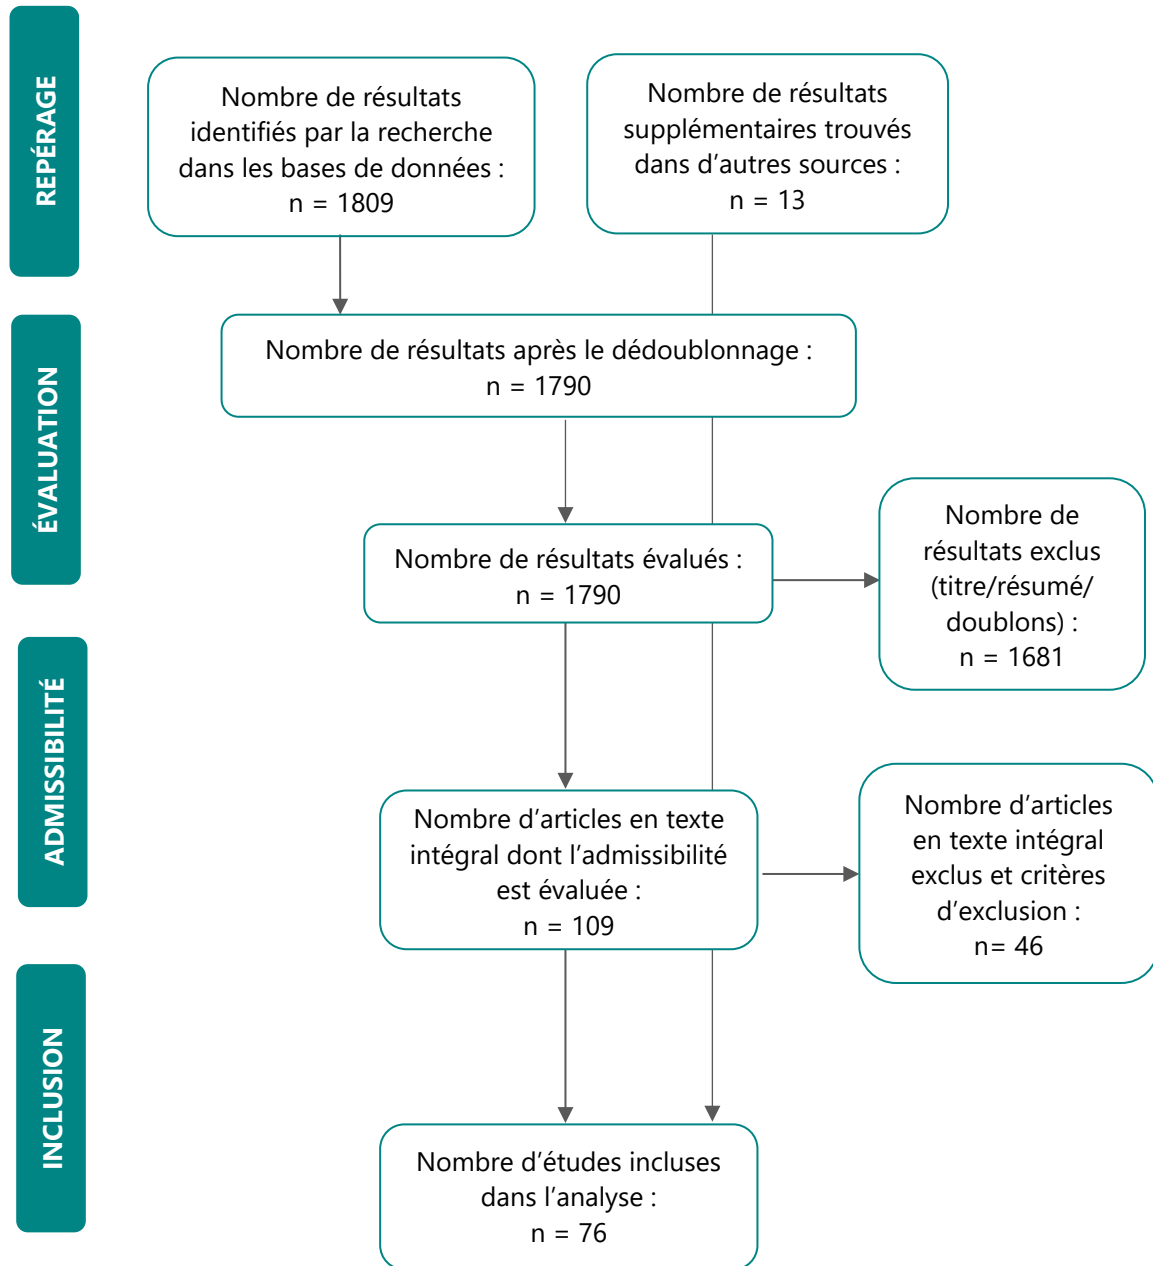 REPÉRAGE
Nombre de résultats
identifiés par la recherche
dans les bases de données :
n = 1809
Nombre de résultats
supplémentaires trouvés
dans d’autres sources :
n = 13
ÉVALUATION
Nombre de résultats après le dédoublonnage :
n = 1790
Nombre de résultats évalués :
n = 1790
Nombre de
résultats exclus
(titre/résumé/
doublons) :
n = 1681
ADMISSIBILITÉ
Nombre d’articles en texte
intégral dont l’admissibilité
est évaluée :
n = 109
Nombre d’articles
en texte intégral
exclus et critères
d’exclusion :
n= 46
INCLUSION
Nombre d’études incluses
dans l’analyse :
n = 76